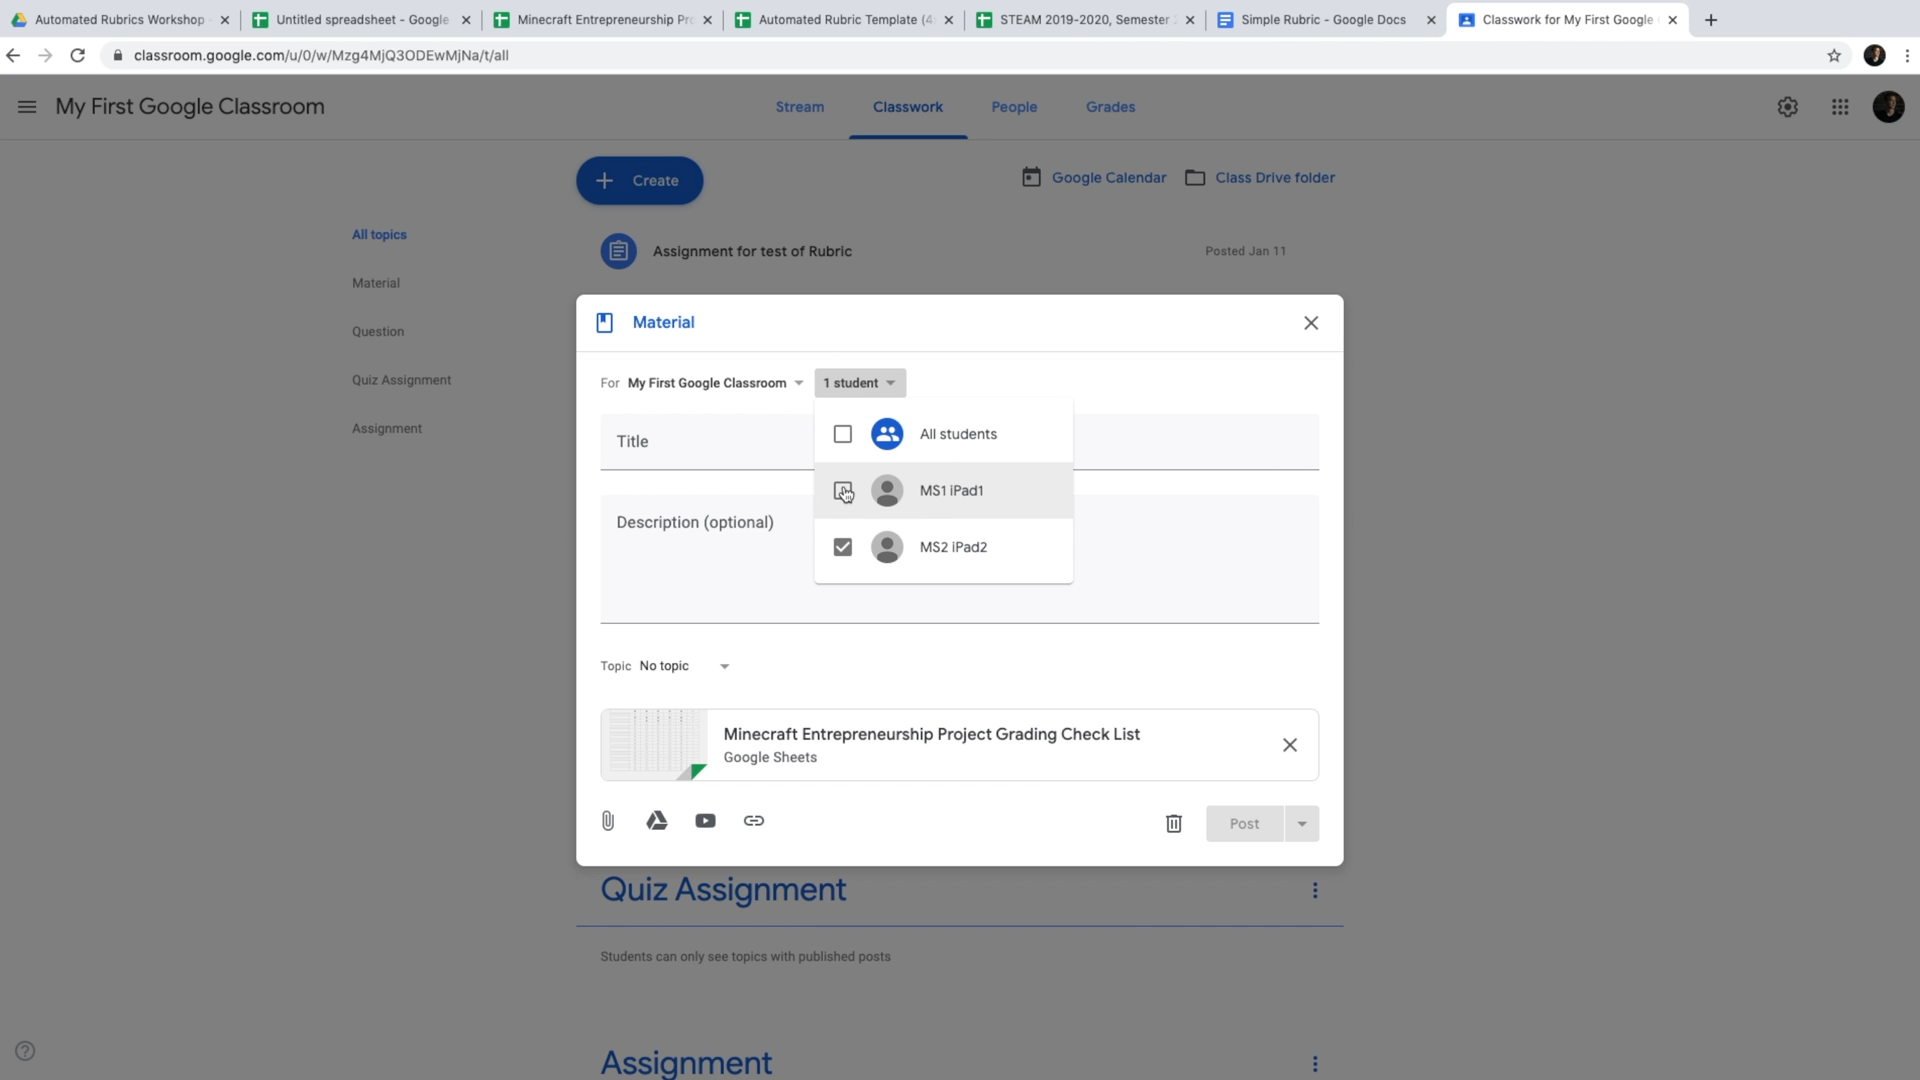 Automated Rubrics Workshop
Untitled spreadsheet - Google
Minecraft Entrepreneurship Pr
Automated Rubric Template (4
STEAM 2019-2020, Semester
Simple Rubric - Google Docs
Classwork for My First Google
classroom.google.com/u/0/w/Mzg4MjQ3ODEwMjNa/t/all
My First Google Classroom
Stream
Classwork
People
Grades
Create
Google Calendar
Class Drive folder
All topics
Material
Question
Quiz Assignment
Assignment
Assignment for test of Rubric
Posted Jan 11
Material
For My First Google Classroom
1 student
All students
MS1 iPad1
MS2 iPad2
Title
Description (optional)
Topic No topic
Minecraft Entrepreneurship Project Grading Check List
Google Sheets
Post
Quiz Assignment
Students can only see topics with published posts
Assignment